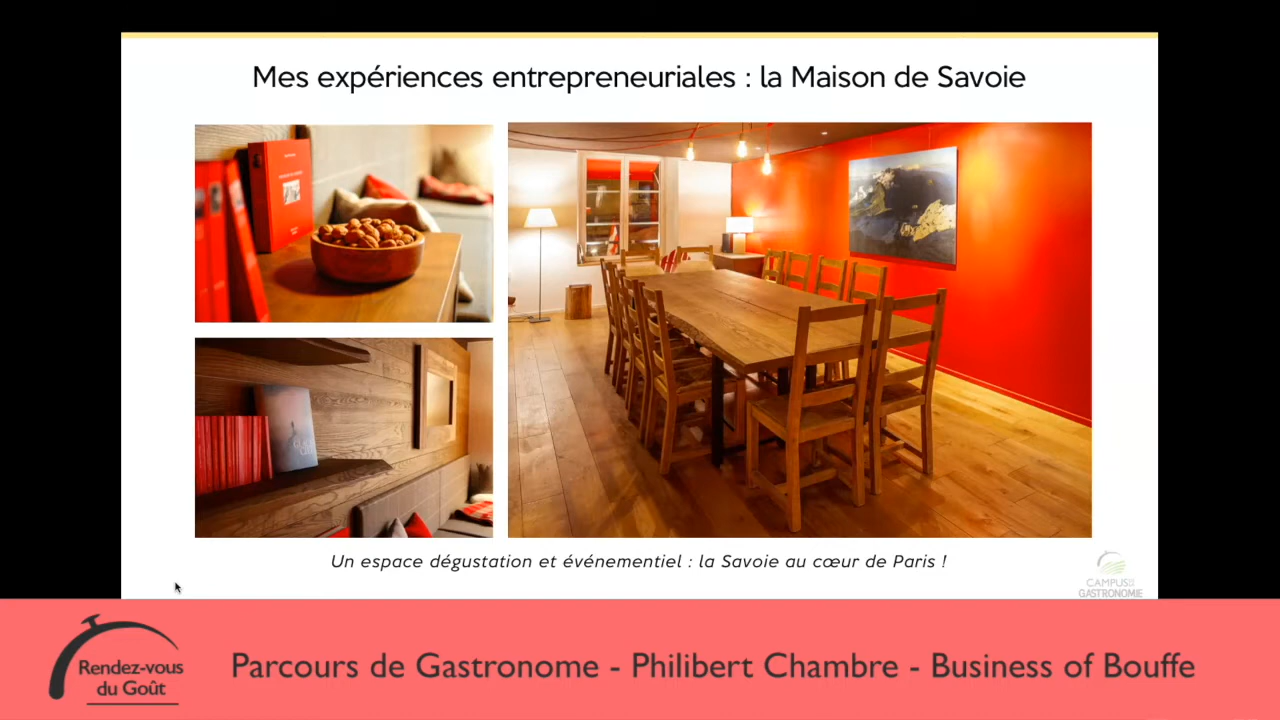 Mes expériences entrepreneuriales : la Maison de Savoie
Un espace dégustation et événementiel : la Savoie au cœur de Paris !
CAMPUS DE LA
GASTRONOMIE
Rendez-vous
du Goût
Parcours de Gastronome - Philibert Chambre - Business of Bouffe